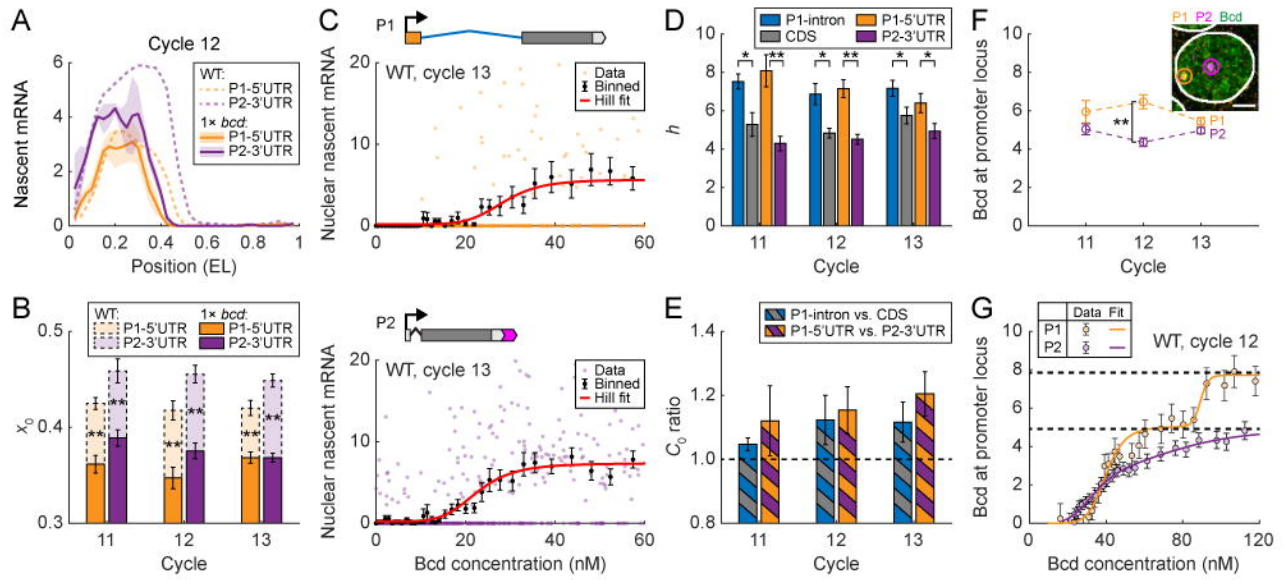 A
Cycle 12
Nascent mRNA
6
4
2
0
WT:
P1-5'UTR
P2-3'UTR
1× bcd:
P1-5'UTR
P2-3'UTR
0 0.2 0.4 0.6 0.8 1
Position (EL)
B
WT: 1× bcd:
P1-5'UTR P1-5'UTR
P2-3'UTR P2-3'UTR
x0
0.5
0.4
0.3
** ** ** ** ** **
11 12 13
Cycle
C
P1
WT, cycle 13
Data
Binned
Hill fit
Nuclear nascent mRNA
20
15
10
5
0
0 20 40 60
P2
WT, cycle 13
Data
Binned
Hill fit
Nuclear nascent mRNA
20
15
10
5
0
0 20 40 60
Bcd concentration (nM)
D
P1-intron P1-5'UTR
CDS P2-3'UTR
h
10
8
6
4
2
0
* ** * ** * *
11 12 13
Cycle
E
P1-intron vs. CDS
P1-5'UTR vs. P2-3'UTR
C0 ratio
1.4
1.2
1.0
0.8
11 12 13
Cycle
F
P1 P2 Bcd
Bcd at promoter locus
10
8
6
4
2
0
**
P1
P2
11 12 13
Cycle
G
Data Fit
P1
P2
WT, cycle 12
Bcd at promoter locus
10
8
6
4
2
0
0 40 80 120
Bcd concentration (nM)